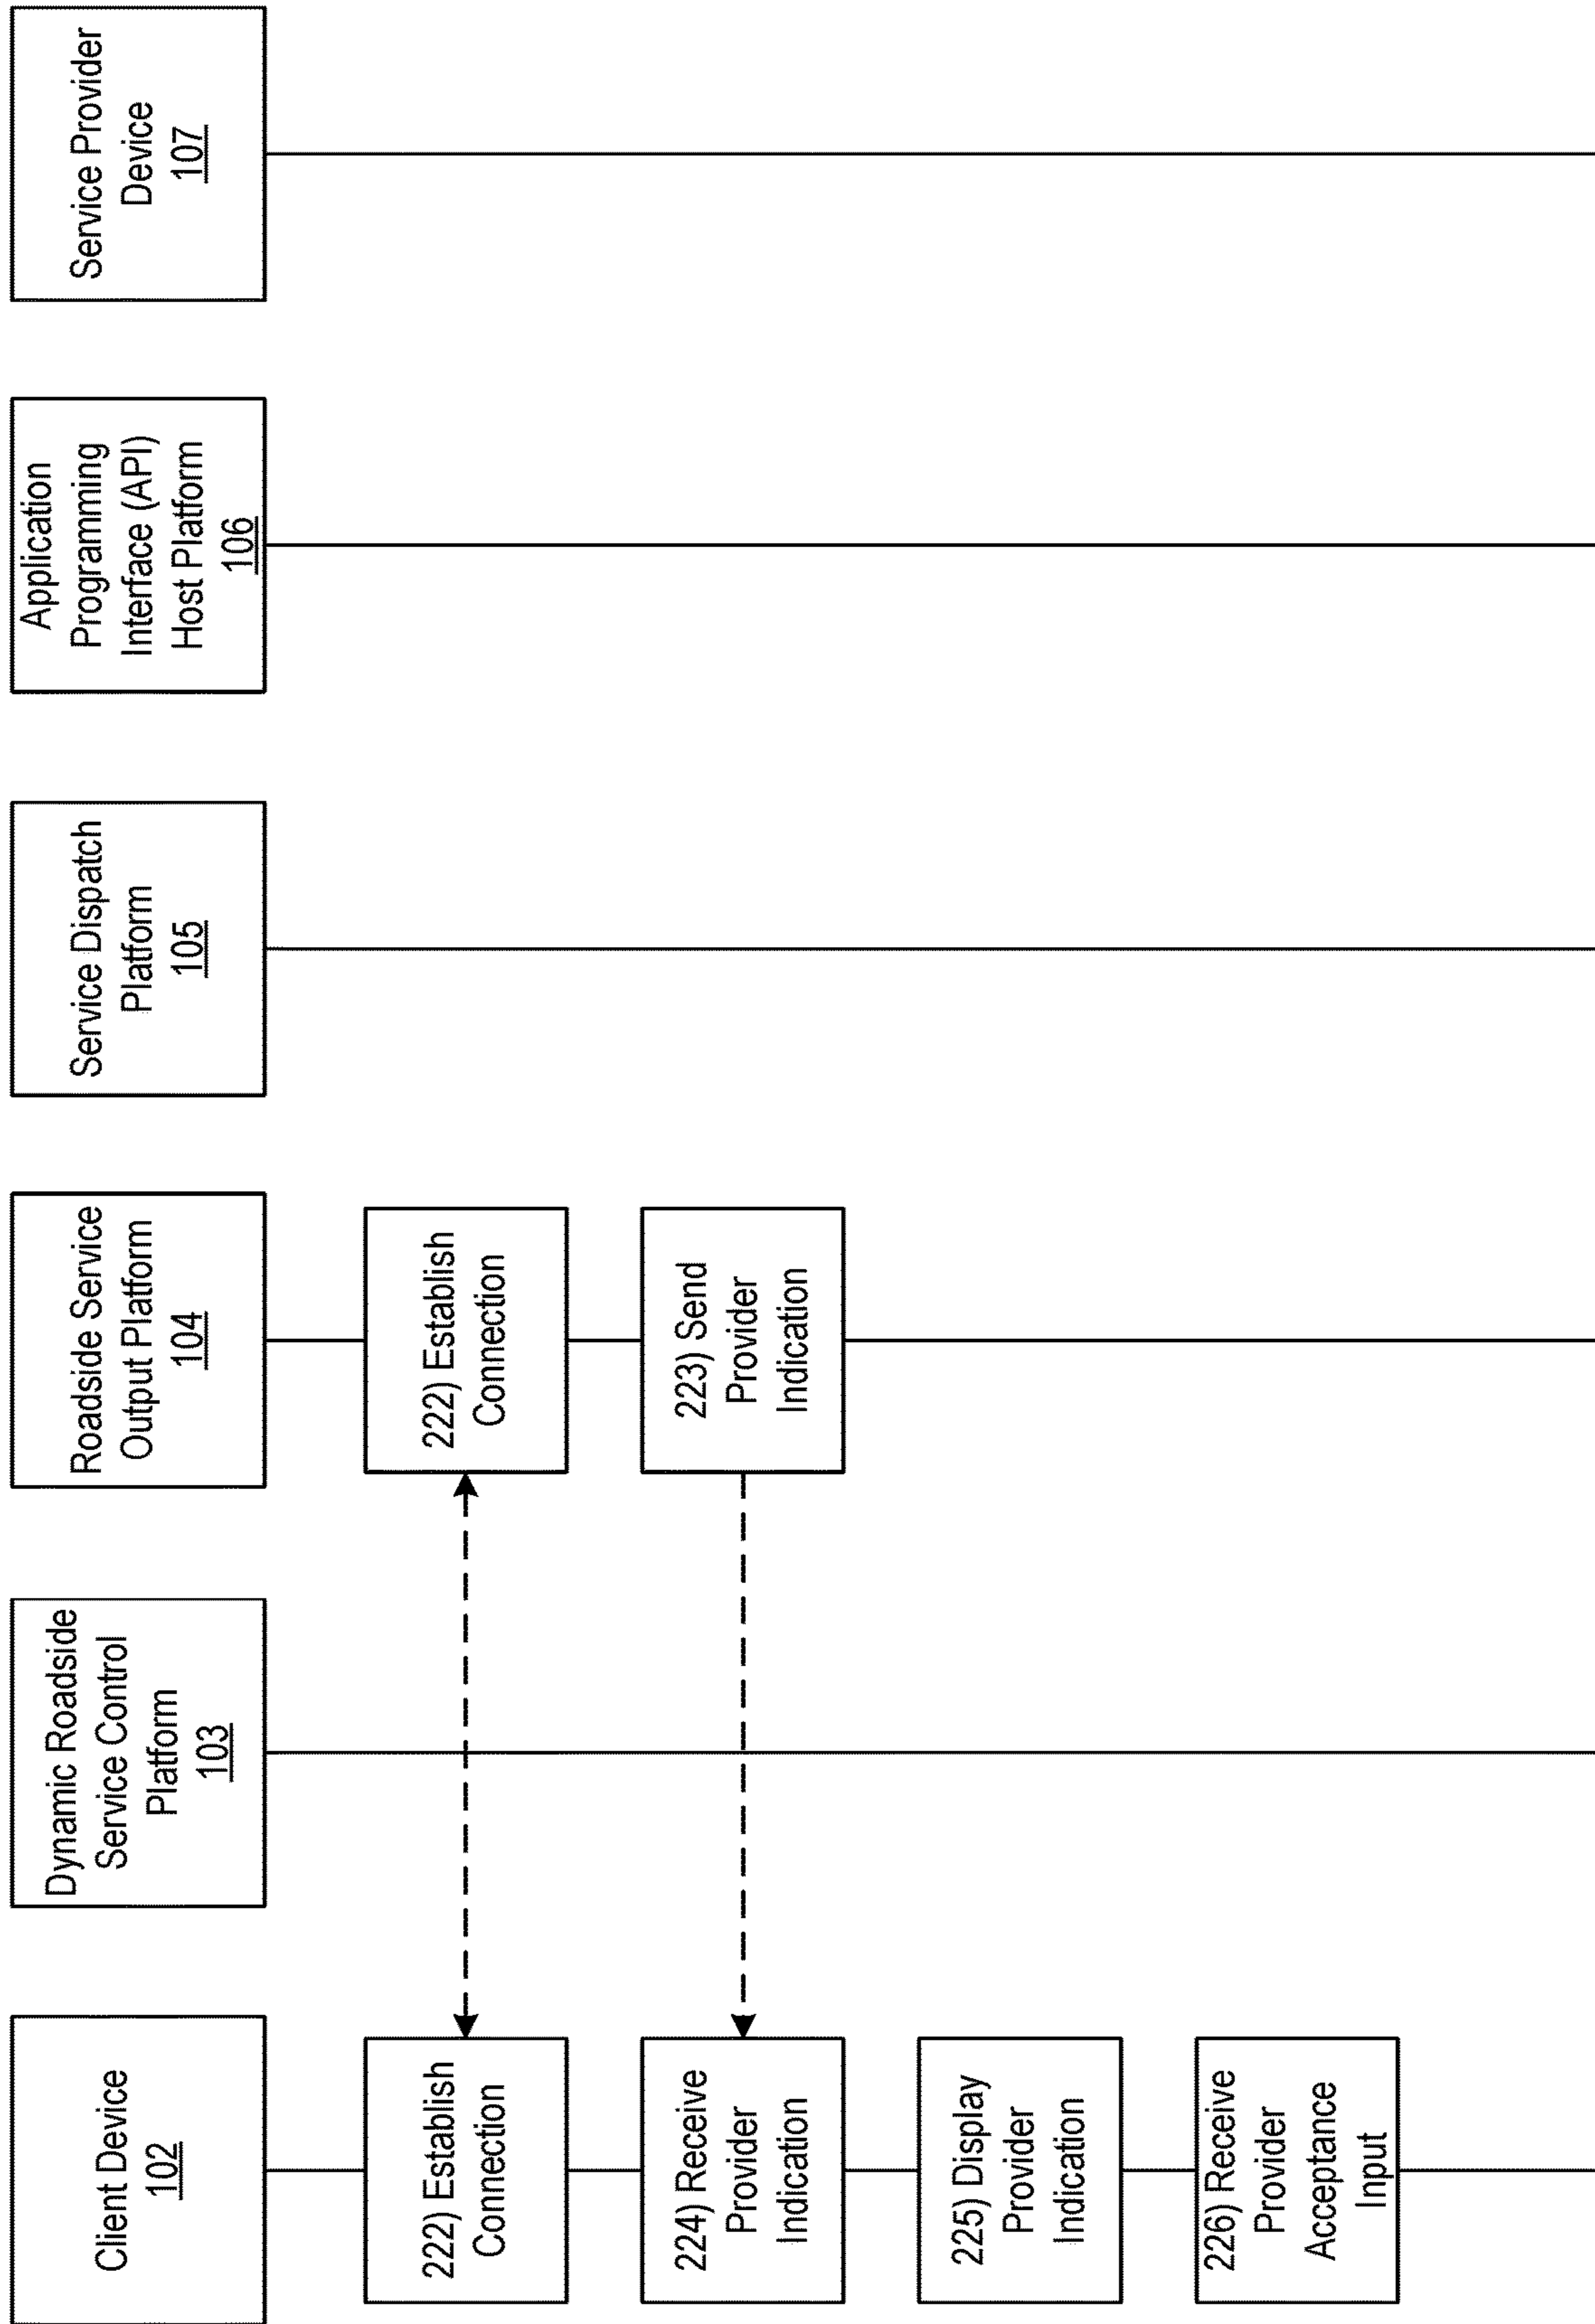 Client Device
102
Dynamic Roadside
Service Control
Platform
103
Roadside Service
Output Platform
104
Service Dispatch
Platform
105
Application
Programming
Interface (API)
Host Platform
106
Service Provider
Device
107
222) Establish
Connection
222) Establish
Connection
224) Receive
Provider
Indication
223) Send
Provider
Indication
225) Display
Provider
Indication
226) Receive
Provider
Acceptance
Input